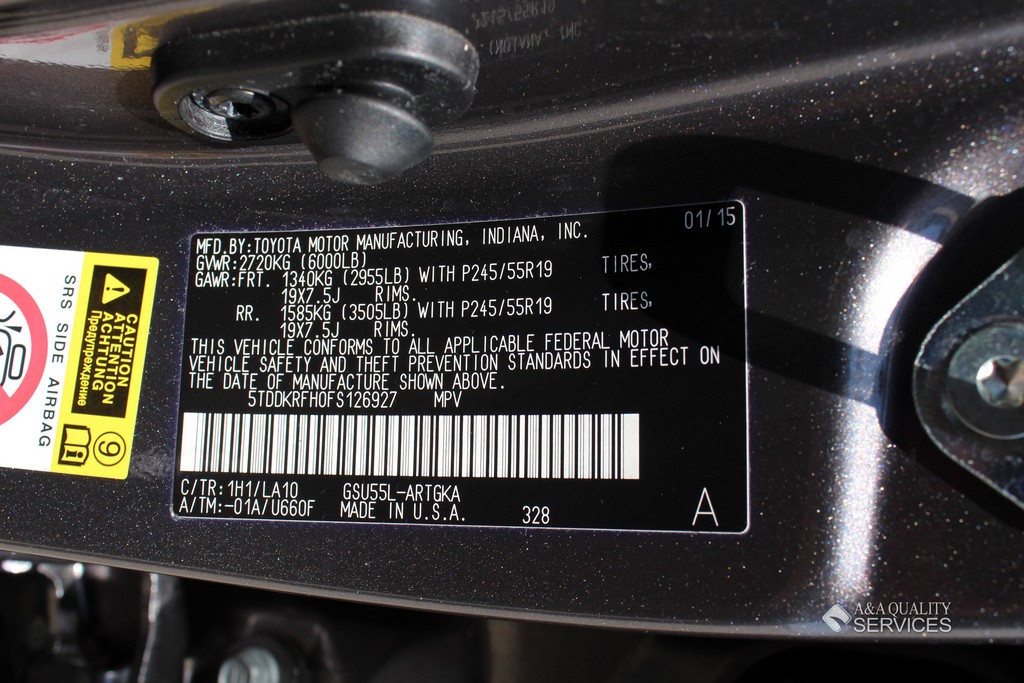 01/15
MFD.BY:TOYOTA MOTOR MANUFACTURING, INDIANA, INC.
GVWR:2720KG (6000LB)
GAWR:FRT. 1340KG (2955LB) WITH P245/55R19 TIRES,
19X7.5J RIMS.
RR. 1585KG (3505LB) WITH P245/55R19 TIRES,
19X7.5J RIMS.
THIS VEHICLE CONFORMS TO ALL APPLICABLE FEDERAL MOTOR
VEHICLE SAFETY AND THEFT PREVENTION STANDARDS IN EFFECT ON
THE DATE OF MANUFACTURE SHOWN ABOVE.
5TDDKRFH0FS126927 MPV
C/TR:1H1/LA10 GSU55L-ARTGKA
A/TM:-01A/U660F MADE IN U.S.A. 328
A
CAUTION
ATTENTION
ACHTUNG
Предупреждение
9
SRS SIDE AIRBAG
P245/55R19
INDIANA, INC
A&A QUALITY
SERVICES